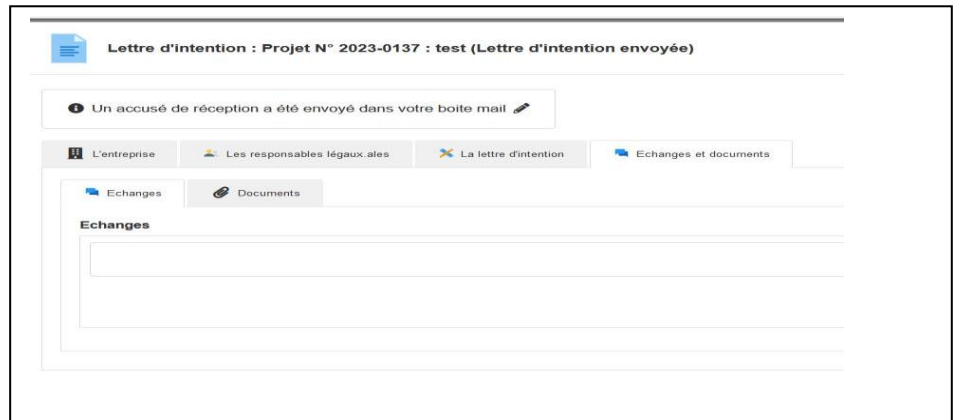 Lettre d'intention : Projet N° 2023-0137 : test (Lettre d'intention envoyée)
Un accusé de réception a été envoyé dans votre boite mail
L'entreprise Les responsables légaux.ales La lettre d'intention Echanges et documents
Echanges Documents
Echanges